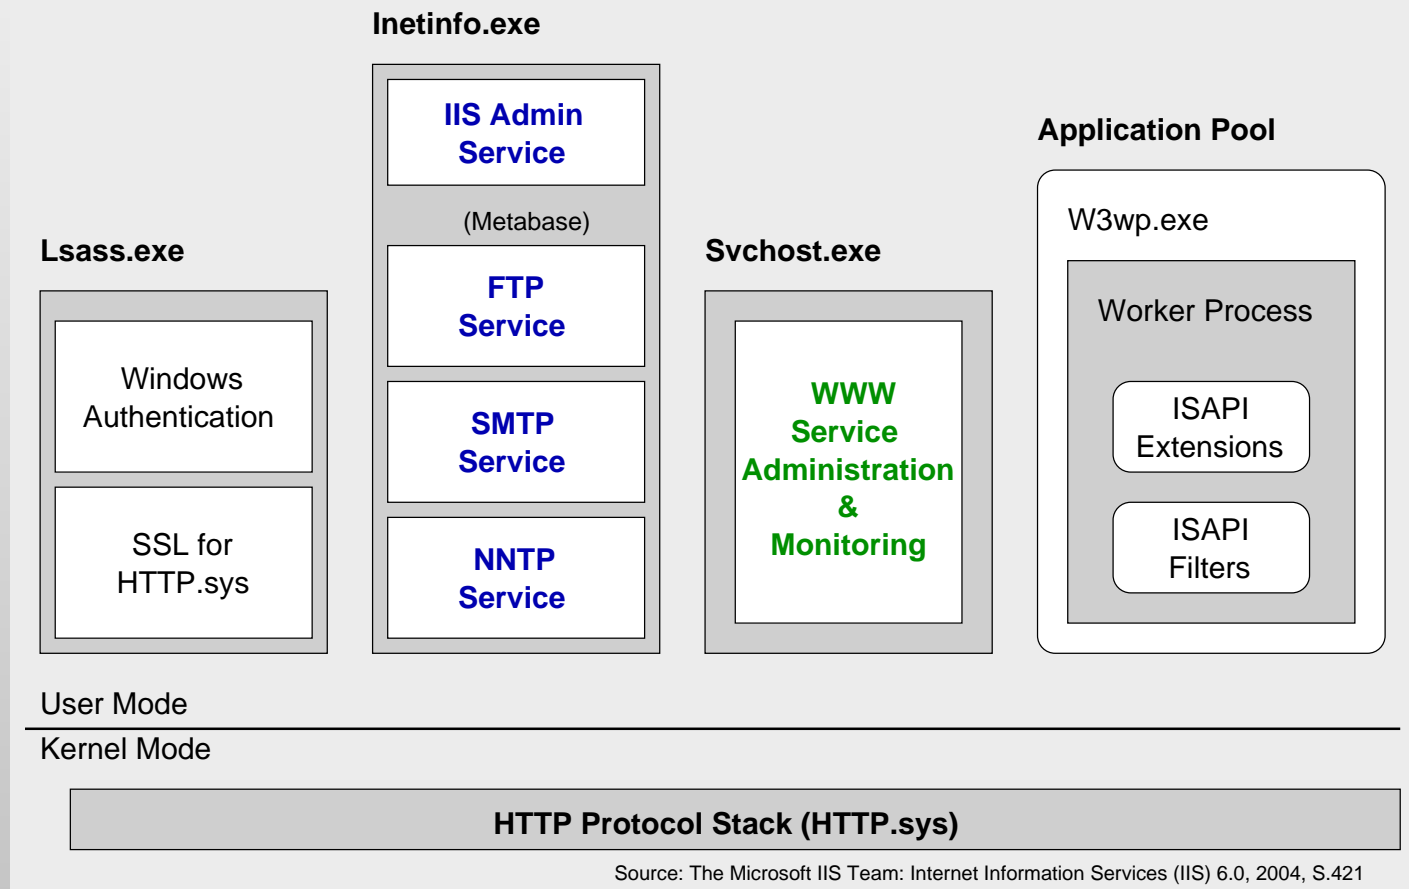 Inetinfo.exe
IIS Admin
Service
(Metabase)
FTP
Service
SMTP
Service
NNTP
Service
Lsass.exe
Windows
Authentication
SSL for
HTTP.sys
Svchost.exe
WWW
Service
Administration
&
Monitoring
Application Pool
W3wp.exe
Worker Process
ISAPI
Extensions
ISAPI
Filters
User Mode
Kernel Mode
HTTP Protocol Stack (HTTP.sys)
Source: The Microsoft IIS Team: Internet Information Services (IIS) 6.0, 2004, S.421